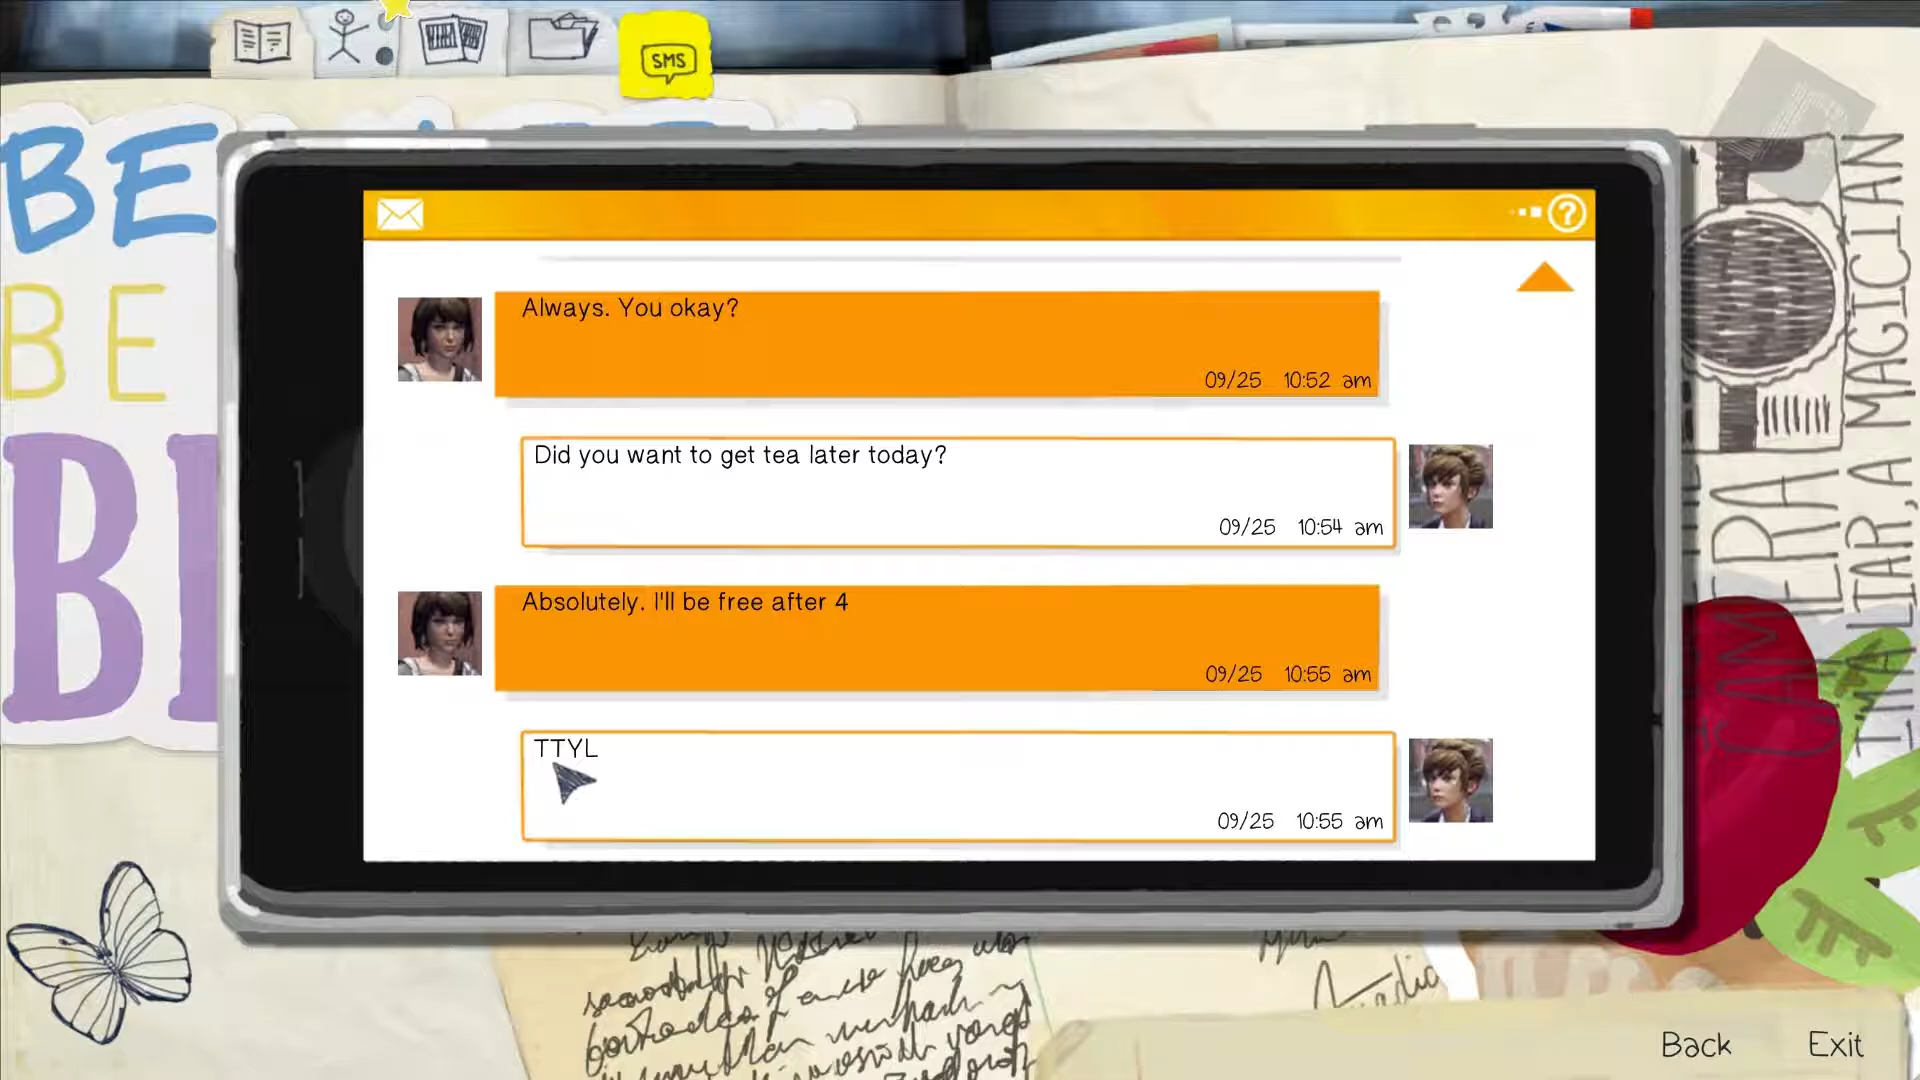 SMS
BE
BE
Always. You okay?
09/25 10:52 am
Did you want to get tea later today?
09/25 10:54 am
Absolutely. I'll be free after 4
09/25 10:55 am
TTYL
09/25 10:55 am
CAMERA
LIAR, A MAGICIAN
Back
Exit